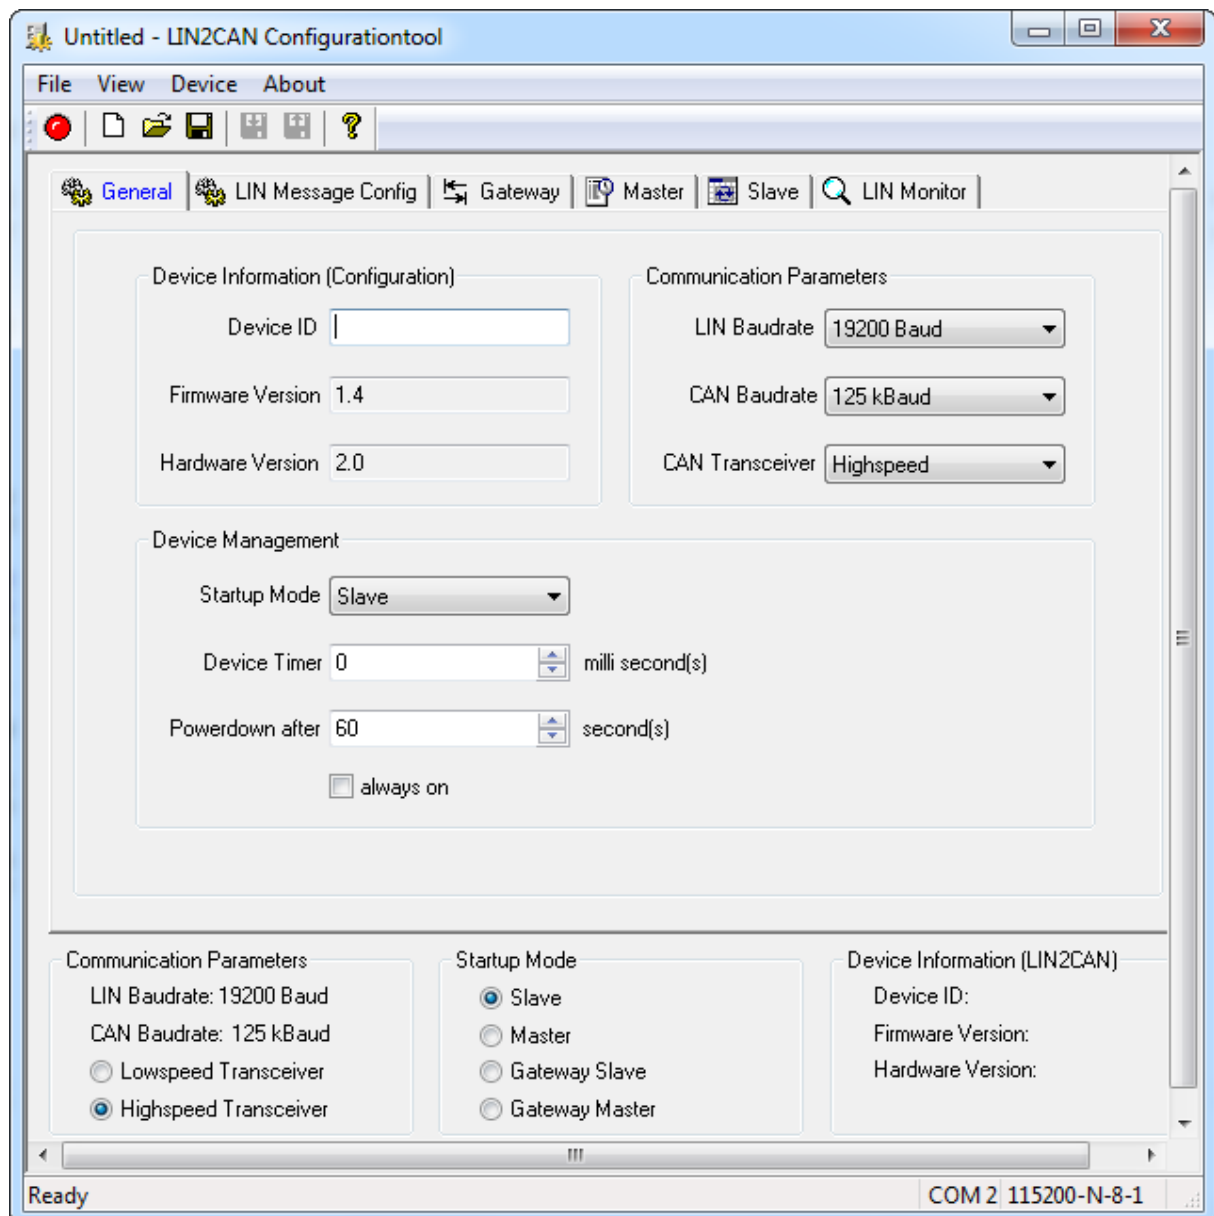 Untitled - LIN2CAN Configurationtool
File View Device About
General LIN Message Config Gateway Master Slave LIN Monitor
Device Information (Configuration)
Device ID
Firmware Version 1.4
Hardware Version 2.0
Communication Parameters
LIN Baudrate 19200 Baud
CAN Baudrate 125 kBaud
CAN Transceiver Highspeed
Device Management
Startup Mode Slave
Device Timer 0 milli second(s)
Powerdown after 60 second(s)
always on
Communication Parameters
LIN Baudrate: 19200 Baud
CAN Baudrate: 125 kBaud
Lowspeed Transceiver
Highspeed Transceiver
Startup Mode
Slave
Master
Gateway Slave
Gateway Master
Device Information (LIN2CAN)
Device ID:
Firmware Version:
Hardware Version:
Ready COM 2 115200-N-8-1